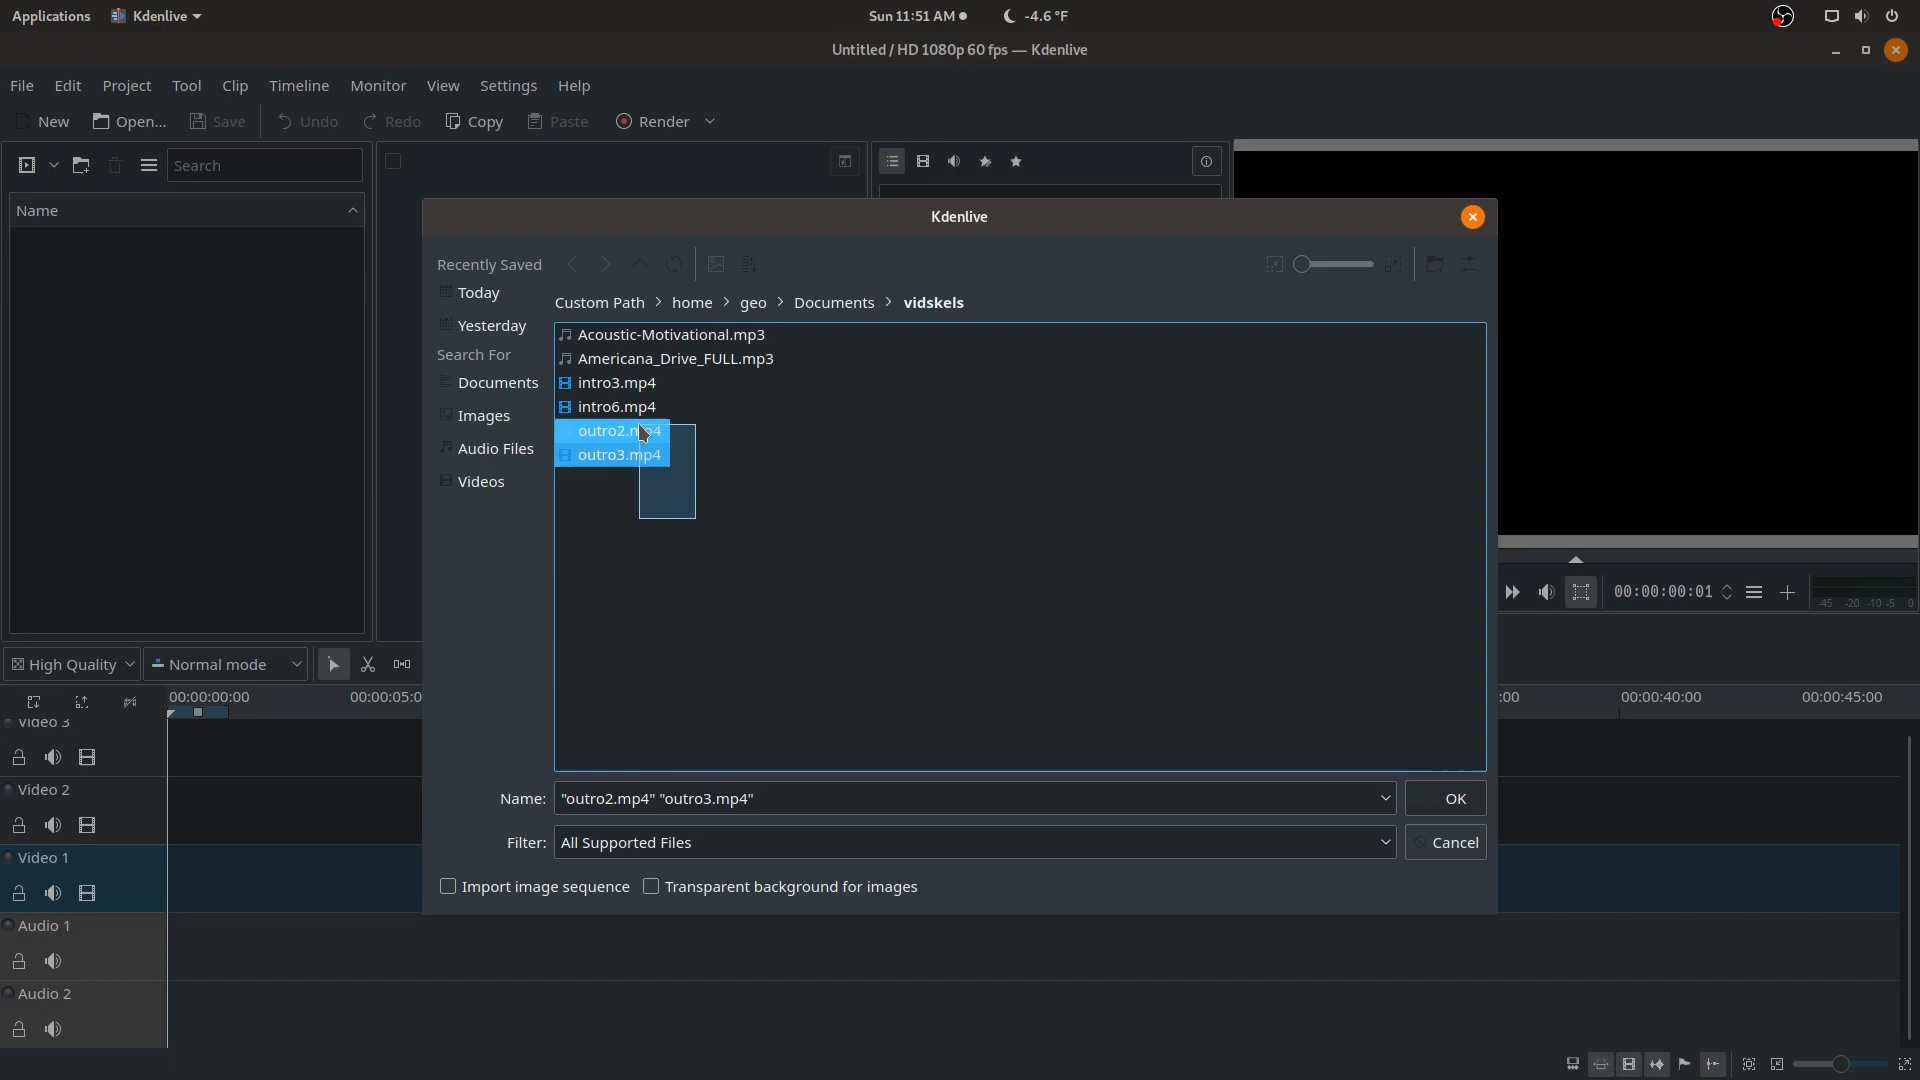 Applications Kdenlive Sun 11:51 AM -4.6 °F
Untitled / HD 1080p 60 fps — Kdenlive
File Edit Project Tool Clip Timeline Monitor View Settings Help
New Open... Save Undo Redo Copy Paste Render
Search
Name
Kdenlive
Recently Saved
Today
Yesterday
Search For
Documents
Images
Audio Files
Videos
Custom Path > home > geo > Documents > vidskels
Acoustic-Motivational.mp3
Americana_Drive_FULL.mp3
intro3.mp4
intro6.mp4
outro2.mp4
outro3.mp4
Name: "outro2.mp4" "outro3.mp4" OK
Filter: All Supported Files Cancel
Import image sequence Transparent background for images
00:00:00:01
-45 -20 -10 -5 0
High Quality Normal mode
00:00:00:00 00:00:05:0 :00 00:00:40:00 00:00:45:00
Video 3
Video 2
Video 1
Audio 1
Audio 2